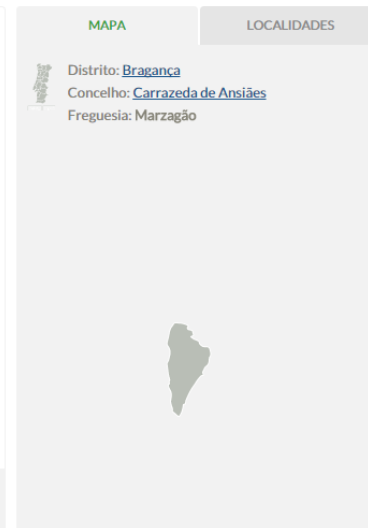 MAPA
LOCALIDADES
Distrito: Bragança
Concelho: Carrazeda de Ansiães
Freguesia: Marzagão